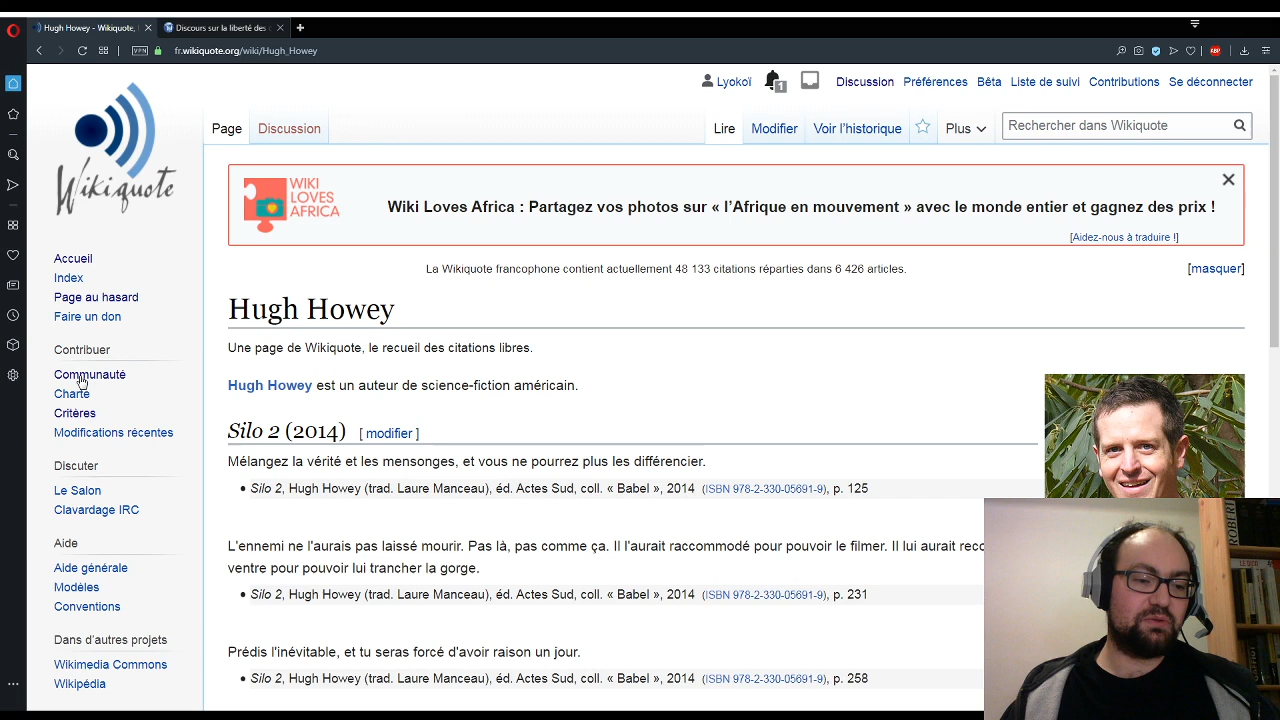 Hugh Howey - Wikiquote,
Discours sur la liberté des
VPN
fr.wikiquote.org/wiki/Hugh_Howey
ABP
Lyokoï
1
Discussion
Préférences
Bêta
Liste de suivi
Contributions
Se déconnecter
Wikiquote
Page
Discussion
Lire
Modifier
Voir l'historique
Plus
Rechercher dans Wikiquote
WIKI
LOVES
AFRICA
Wiki Loves Africa : Partagez vos photos sur « l'Afrique en mouvement » avec le monde entier et gagnez des prix !
[Aidez-nous à traduire !]
La Wikiquote francophone contient actuellement 48 133 citations réparties dans 6 426 articles.
[masquer]
Accueil
Index
Page au hasard
Faire un don
Contribuer
Communauté
Charte
Critères
Modifications récentes
Discuter
Le Salon
Clavardage IRC
Aide
Aide générale
Modèles
Conventions
Dans d'autres projets
Wikimedia Commons
Wikipédia
Hugh Howey
Une page de Wikiquote, le recueil des citations libres.
Hugh Howey est un auteur de science-fiction américain.
Silo 2 (2014) [ modifier ]
Mélangez la vérité et les mensonges, et vous ne pourrez plus les différencier.
• Silo 2, Hugh Howey (trad. Laure Manceau), éd. Actes Sud, coll. « Babel », 2014 (ISBN 978-2-330-05691-9), p. 125
L'ennemi ne l'aurais pas laissé mourir. Pas là, pas comme ça. Il l'aurait raccommodé pour pouvoir le filmer. Il lui aurait
ventre pour pouvoir lui trancher la gorge.
• Silo 2, Hugh Howey (trad. Laure Manceau), éd. Actes Sud, coll. « Babel », 2014 (ISBN 978-2-330-05691-9), p. 231
Prédis l'inévitable, et tu seras forcé d'avoir raison un jour.
• Silo 2, Hugh Howey (trad. Laure Manceau), éd. Actes Sud, coll. « Babel », 2014 (ISBN 978-2-330-05691-9), p. 258
ROBERT